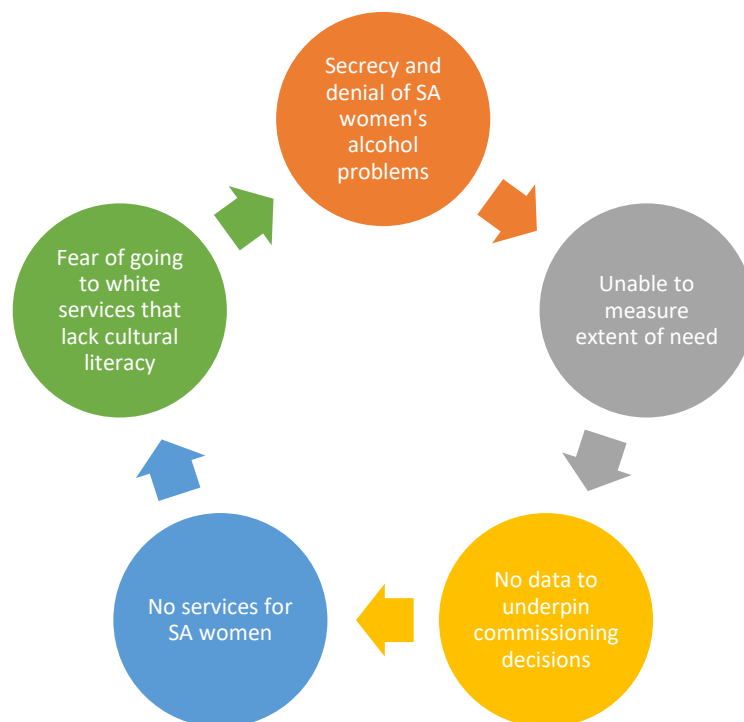 Secrecy and
denial of SA
women's
alcohol
problems
Unable to
measure
extent of need
No data to
underpin
commissioning
decisions
No services for
SA women
Fear of going
to white
services that
lack cultural
literacy